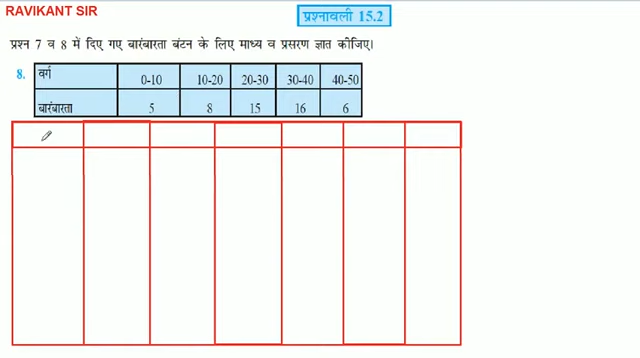 RAVIKANT SIR
प्रश्नावली 15.2
प्रश्न 7 व 8 में दिए गए बारंबारता बंटन के लिए माध्य व प्रसरण ज्ञात कीजिए।
8. वर्ग 0-10 10-20 20-30 30-40 40-50
बारंबारता 5 8 15 16 6